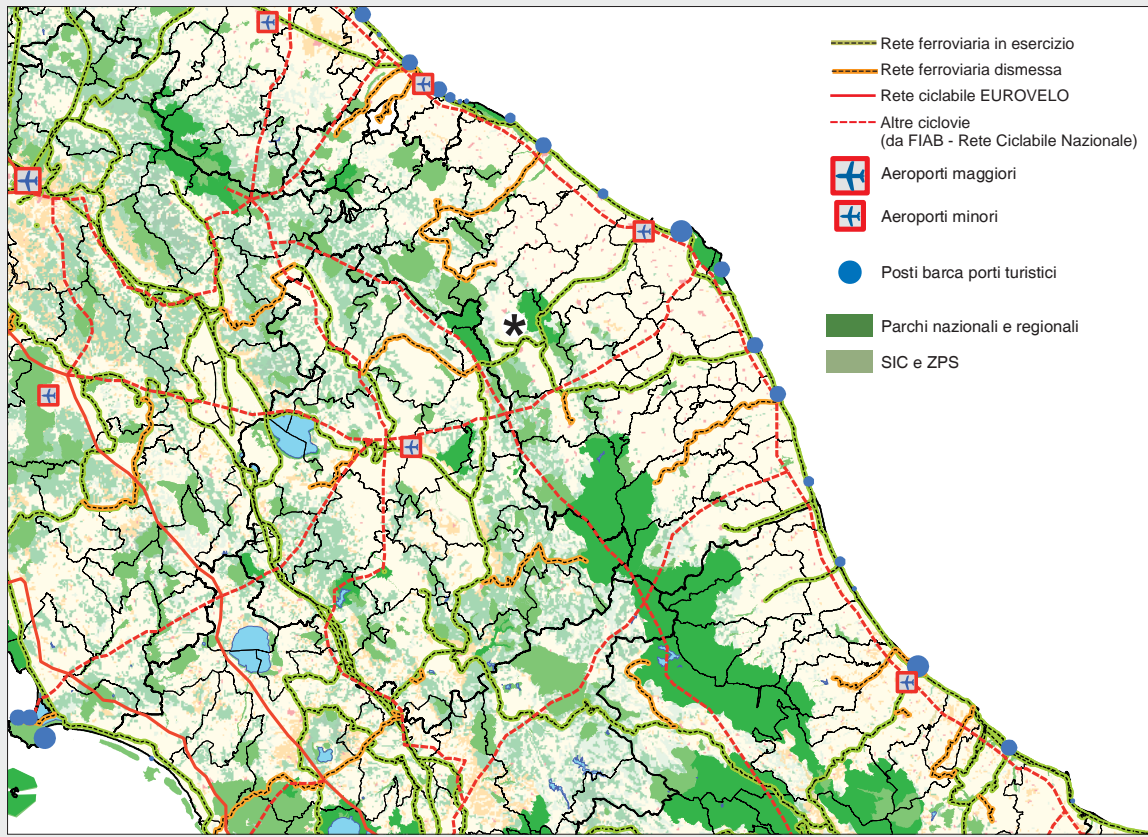 Rete ferroviaria in esercizio
Rete ferroviaria dismessa
Rete ciclabile EUROVELO
Altre ciclovie
(da FIAB - Rete Ciclabile Nazionale)
Aeroporti maggiori
Aeroporti minori
Posti barca porti turistici
Parchi nazionali e regionali
SIC e ZPS
*